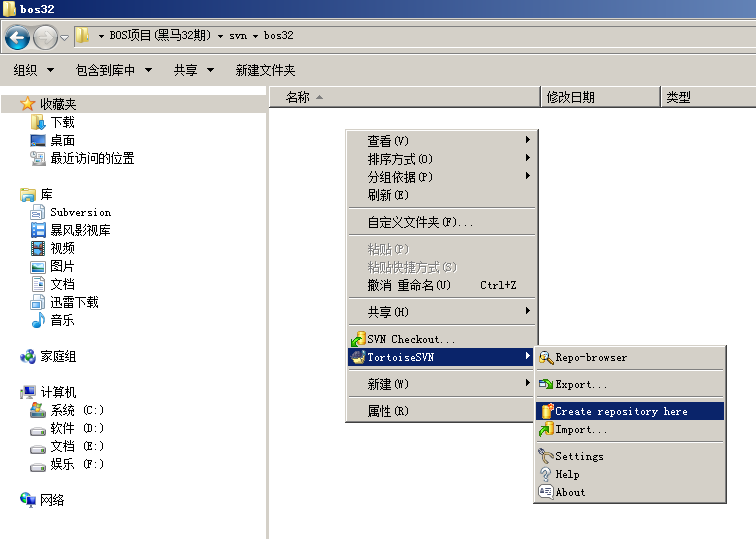 bos32
BOS项目(黑马32期) svn bos32
组织 包含到库中 共享 新建文件夹
名称 修改日期 类型
收藏夹
下载
桌面
最近访问的位置
库
Subversion
暴风影视库
视频
图片
文档
迅雷下载
音乐
家庭组
计算机
系统 (C:)
软件 (D:)
文档 (E:)
娱乐 (F:)
网络
查看(V)
排序方式(O)
分组依据(P)
刷新(E)
自定义文件夹(F)...
粘贴(P)
粘贴快捷方式(S)
撤消 重命名(U) Ctrl+Z
共享(H)
SVN Checkout...
TortoiseSVN
新建(W)
属性(R)
Repo-browser
Export...
Create repository here
Import...
Settings
Help
About